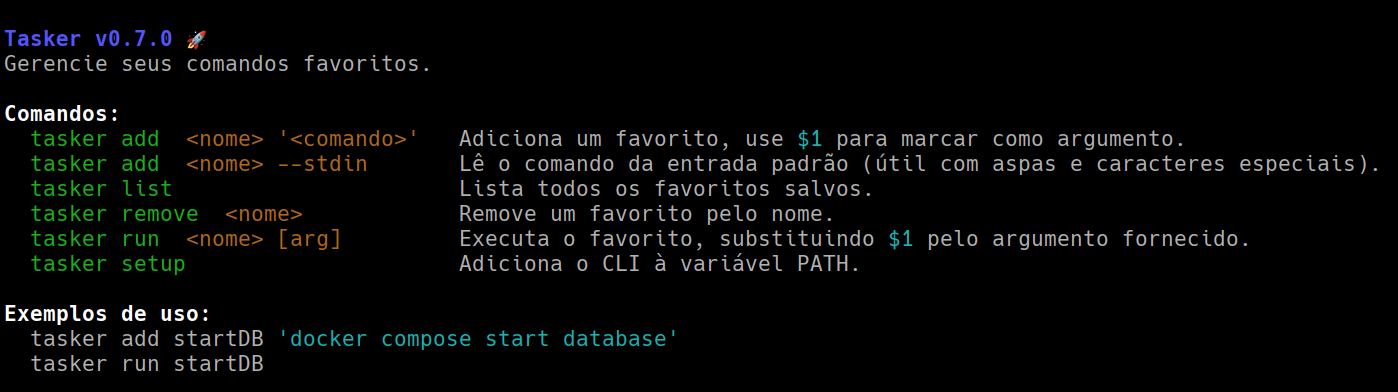 Tasker v0.7.0 🚀
Gerencie seus comandos favoritos.
Comandos:
tasker add <nome> '<comando>' Adiciona um favorito, use $1 para marcar como argumento.
tasker add <nome> --stdin Lê o comando da entrada padrão (útil com aspas e caracteres especiais).
tasker list Lista todos os favoritos salvos.
tasker remove <nome> Remove um favorito pelo nome.
tasker run <nome> [arg] Executa o favorito, substituindo $1 pelo argumento fornecido.
tasker setup Adiciona o CLI à variável PATH.
Exemplos de uso:
tasker add startDB 'docker compose start database'
tasker run startDB